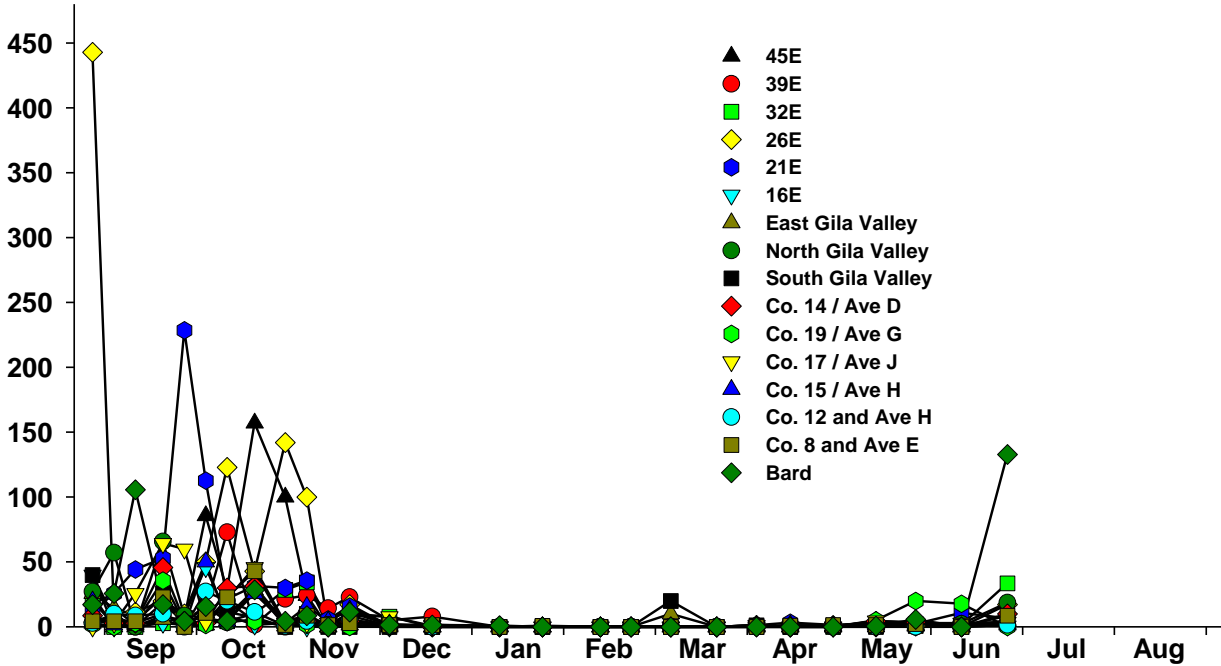 450
400
350
300
250
200
150
100
50
0
45E
39E
32E
26E
21E
16E
East Gila Valley
North Gila Valley
South Gila Valley
Co. 14 / Ave D
Co. 19 / Ave G
Co. 17 / Ave J
Co. 15 / Ave H
Co. 12 and Ave H
Co. 8 and Ave E
Bard
Sep Oct Nov Dec Jan Feb Mar Apr May Jun Jul Aug